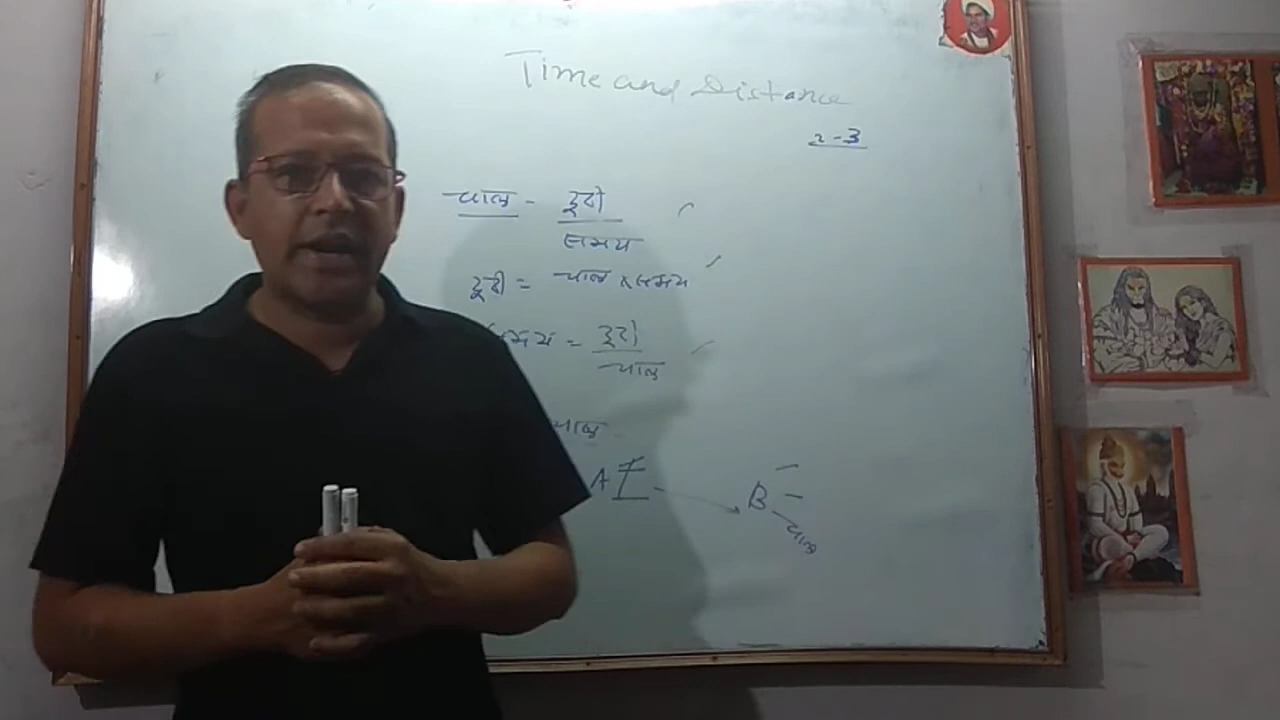 Time and Distance
2-3
चाल - दूरी
समय
दूरी = चाल x समय
समय = दूरी
चाल
चाल
A
B
चाल